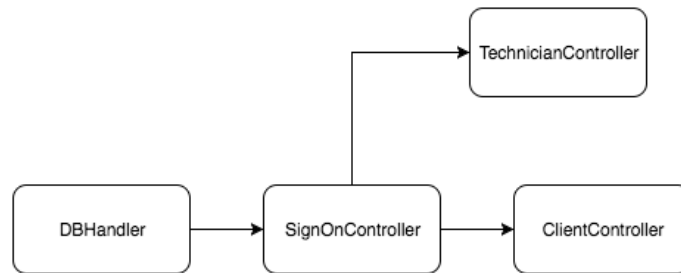 TechnicianController
DBHandler
SignOnController
ClientController